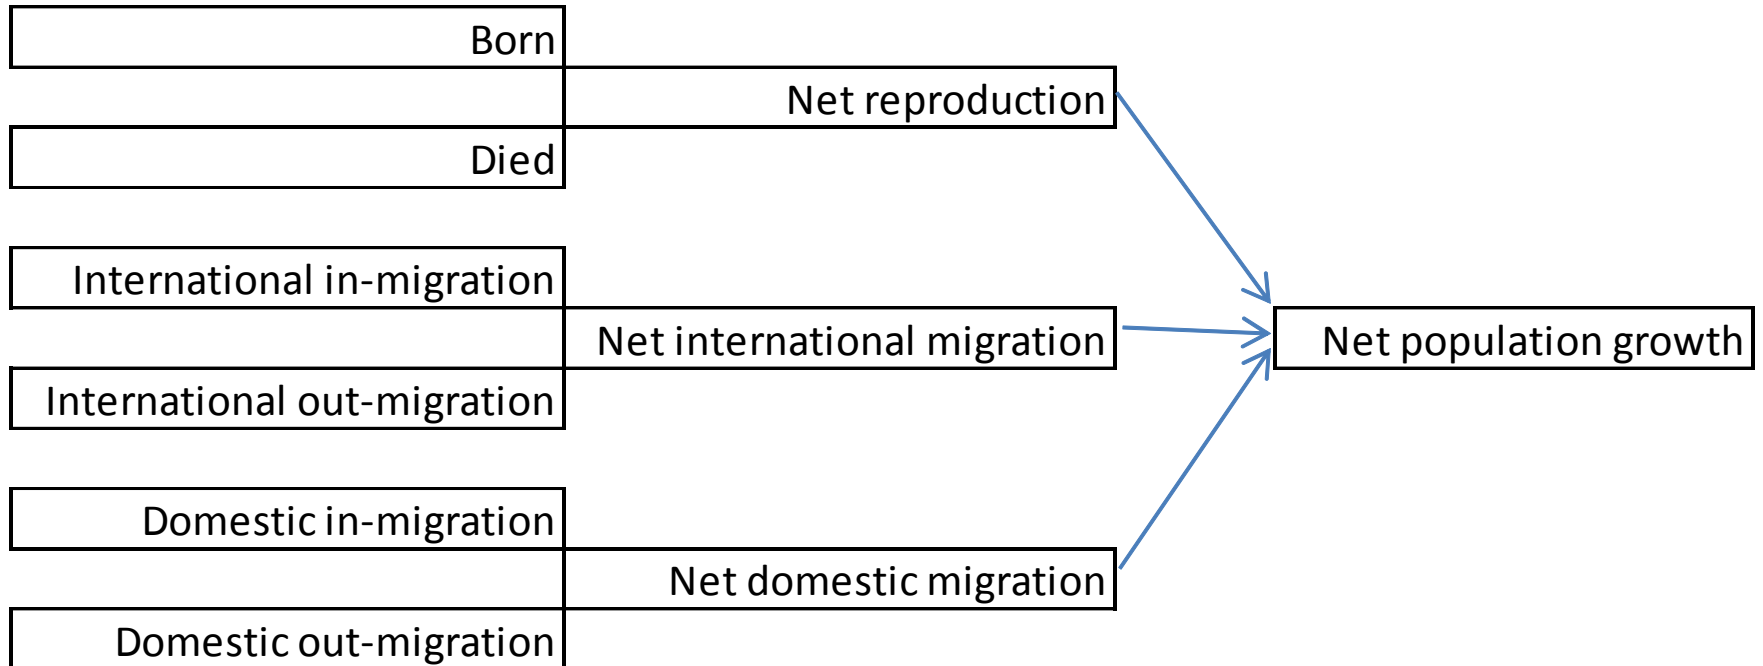 Born
Net reproduction
Died
International in-migration
Net international migration
Net population growth
International out-migration
Domestic in-migration
Net domestic migration
Domestic out-migration